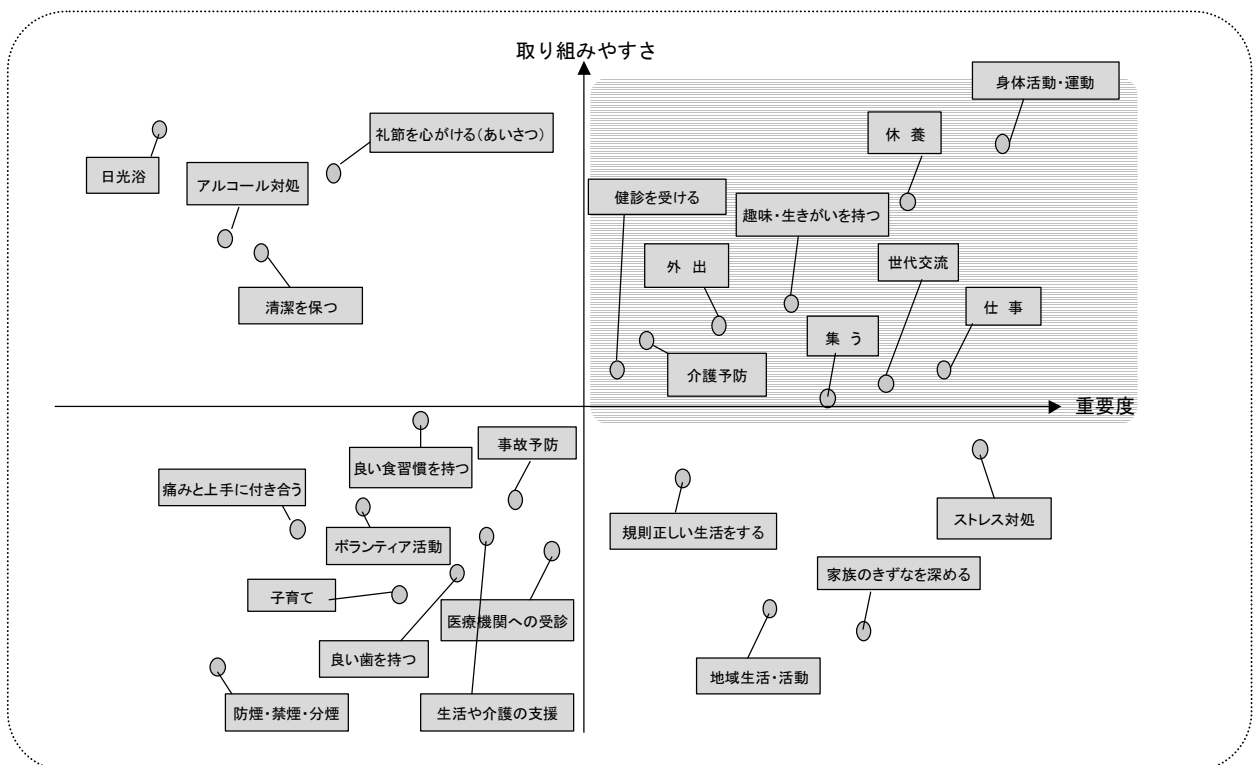 取り組みやすさ
身体活動・運動
休 養
礼節を心がける(あいさつ)
日光浴
アルコール対処
健診を受ける
趣味・生きがいを持つ
外 出
世代交流
清潔を保つ
仕 事
集 う
介護予防
重要度
事故予防
良い食習慣を持つ
痛みと上手に付き合う
ストレス対処
規則正しい生活をする
ボランティア活動
家族のきずなを深める
子育て
医療機関への受診
良い歯を持つ
地域生活・活動
防煙・禁煙・分煙
生活や介護の支援